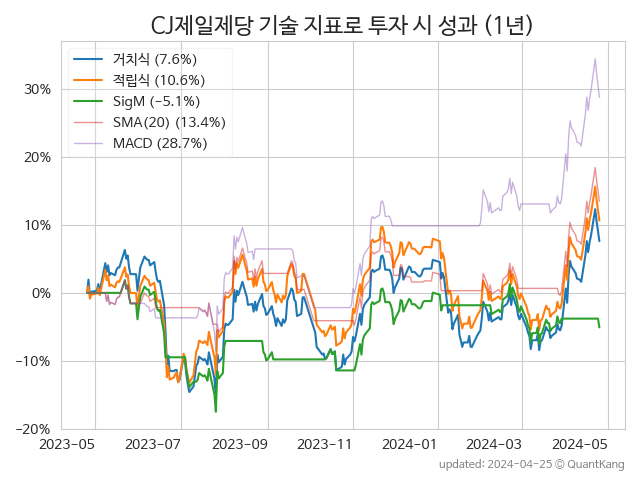 CJ제일제당 기술 지표로 투자 시 성과 (1년)
거치식 (7.6%)
적립식 (10.6%)
SigM (−5.1%)
SMA(20) (13.4%)
MACD (28.7%)
30%
20%
10%
0%
−10%
−20%
2023−05 2023−07 2023−09 2023−11 2024−01 2024−03 2024−05
updated: 2024−04−25 © QuantKang